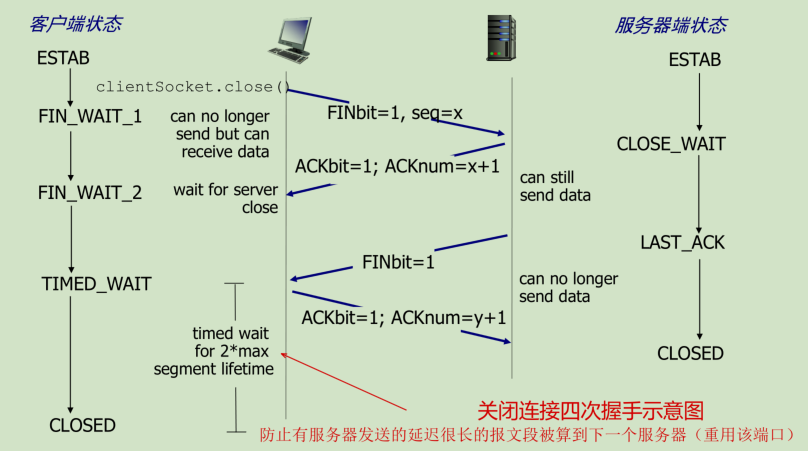 客户端状态
服务器端状态
ESTAB
ESTAB
clientSocket.close()
FIN_WAIT_1
can no longer
send but can
receive data
FINbit=1, seq=x
CLOSE_WAIT
ACKbit=1; ACKnum=x+1
FIN_WAIT_2
wait for server
close
can still
send data
LAST_ACK
FINbit=1
TIMED_WAIT
can no longer
send data
ACKbit=1; ACKnum=y+1
timed wait
for 2*max
segment lifetime
CLOSED
关闭连接四次握手示意图
CLOSED
防止有服务器发送的延迟很长的报文段被算到下一个服务器（重用该端口）